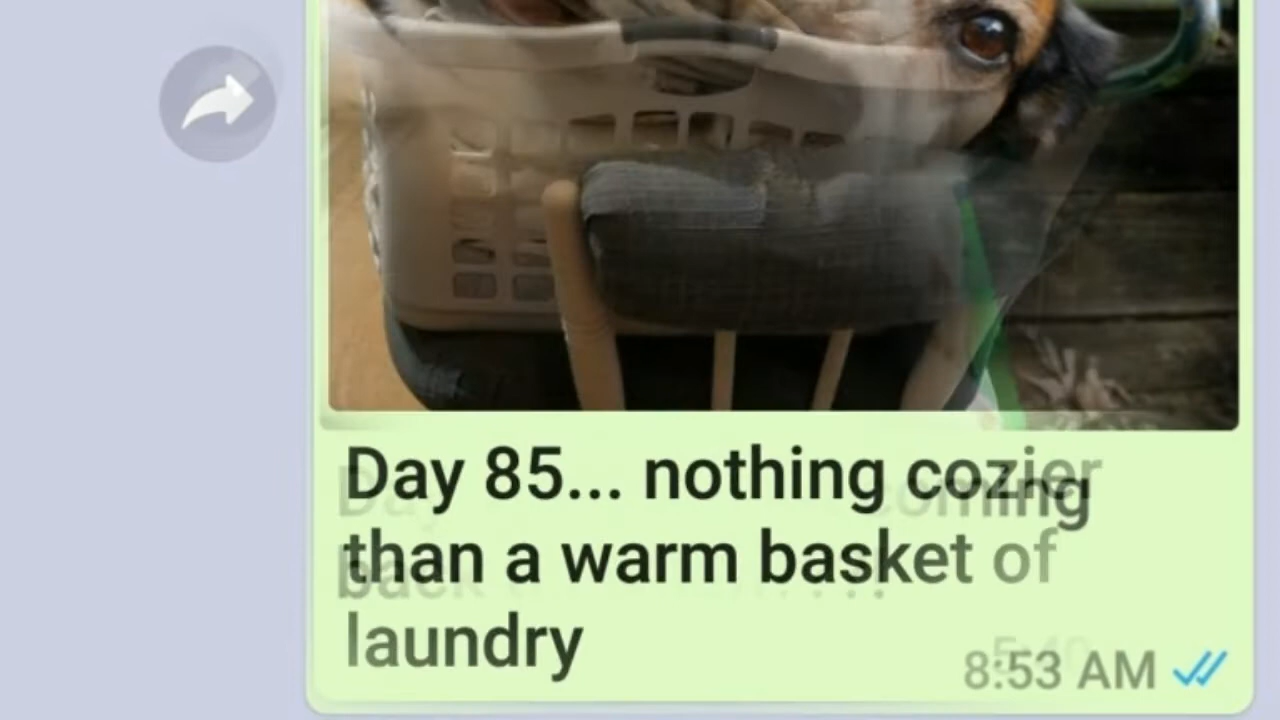 Day 85... nothing cozier
than a warm basket of
laundry
8:53 AM